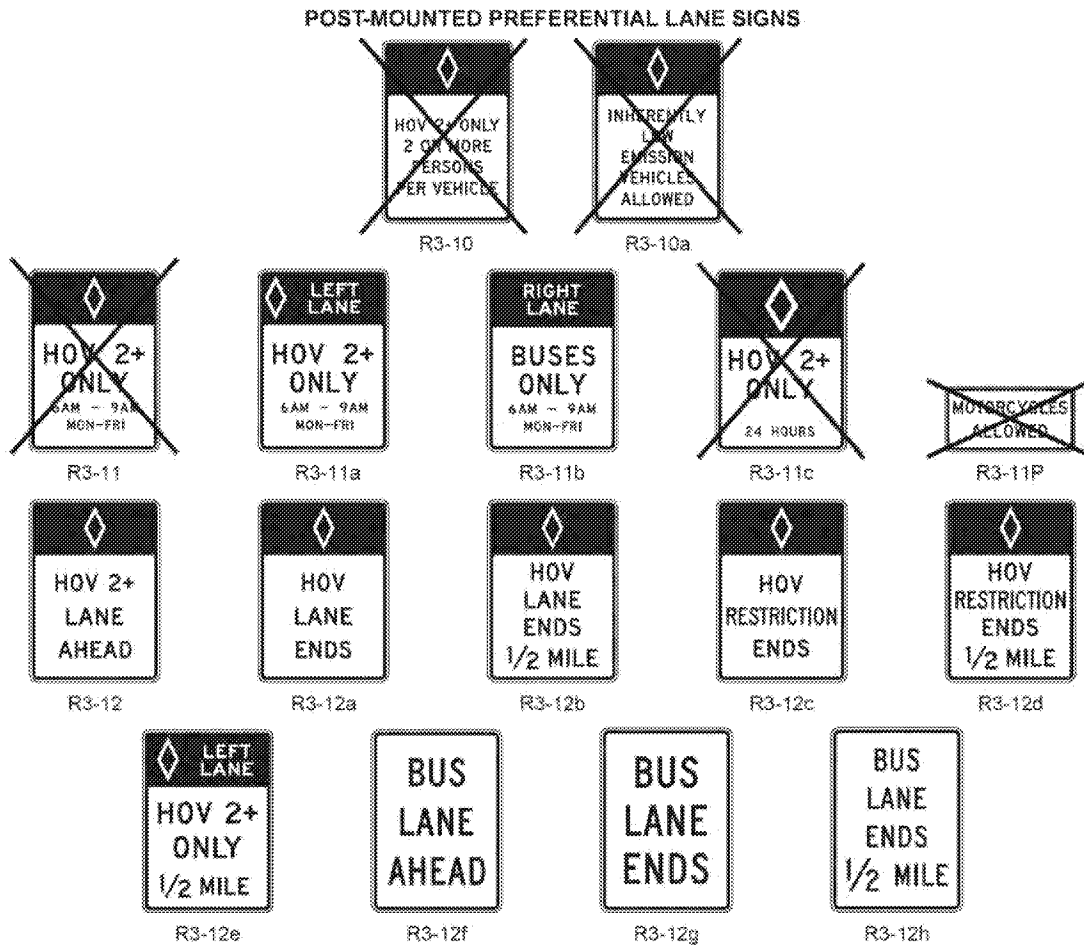 POST-MOUNTED PREFERENTIAL LANE SIGNS
HOV 2+ ONLY
2 OR MORE
PERSONS
PER VEHICLE
R3-10
INHERENTLY
LOW
EMISSION
VEHICLES
ALLOWED
R3-10a
HOV 2+
ONLY
6AM – 9AM
MON-FRI
R3-11
LEFT
LANE
HOV 2+
ONLY
6AM – 9AM
MON-FRI
R3-11a
RIGHT
LANE
BUSES
ONLY
6AM – 9AM
MON-FRI
R3-11b
HOV 2+
ONLY
24 HOURS
R3-11c
MOTORCYCLES
ALLOWED
R3-11P
HOV 2+
LANE
AHEAD
R3-12
HOV
LANE
ENDS
R3-12a
HOV
LANE
ENDS
1/2 MILE
R3-12b
HOV
RESTRICTION
ENDS
R3-12c
HOV
RESTRICTION
ENDS
1/2 MILE
R3-12d
LEFT
LANE
HOV 2+
ONLY
1/2 MILE
R3-12e
BUS
LANE
AHEAD
R3-12f
BUS
LANE
ENDS
R3-12g
BUS
LANE
ENDS
1/2 MILE
R3-12h